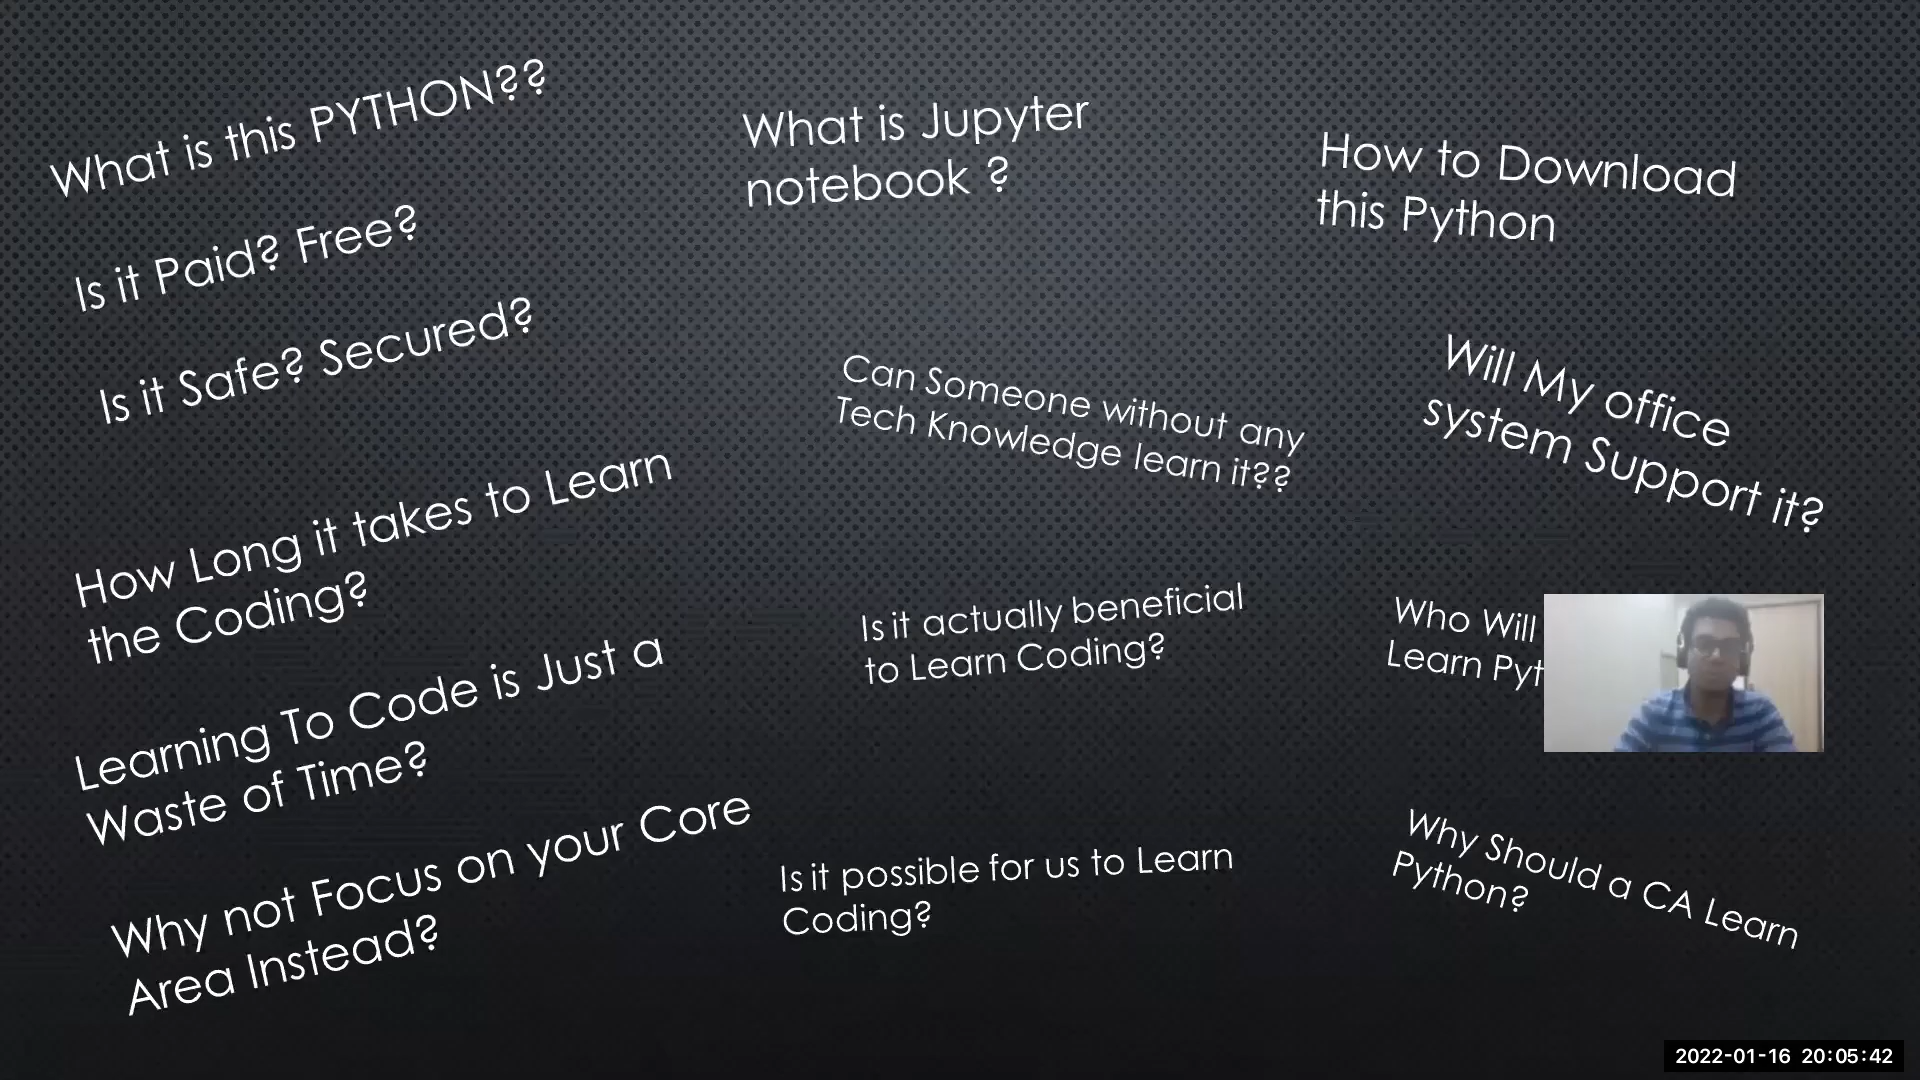 What is this PYTHON??
Is it Paid? Free?
Is it Safe? Secured?
How Long it takes to Learn
the Coding?
Learning To Code is Just a
Waste of Time?
Why not Focus on your Core
Area Instead?
What is Jupyter
notebook ?
Can Someone without any
Tech Knowledge learn it??
Is it actually beneficial
to Learn Coding?
Is it possible for us to Learn
Coding?
How to Download
this Python
Will My office
system Support it?
Who Will
Learn Pyt
Why Should a CA Learn
Python?
2022-01-16 20:05:42